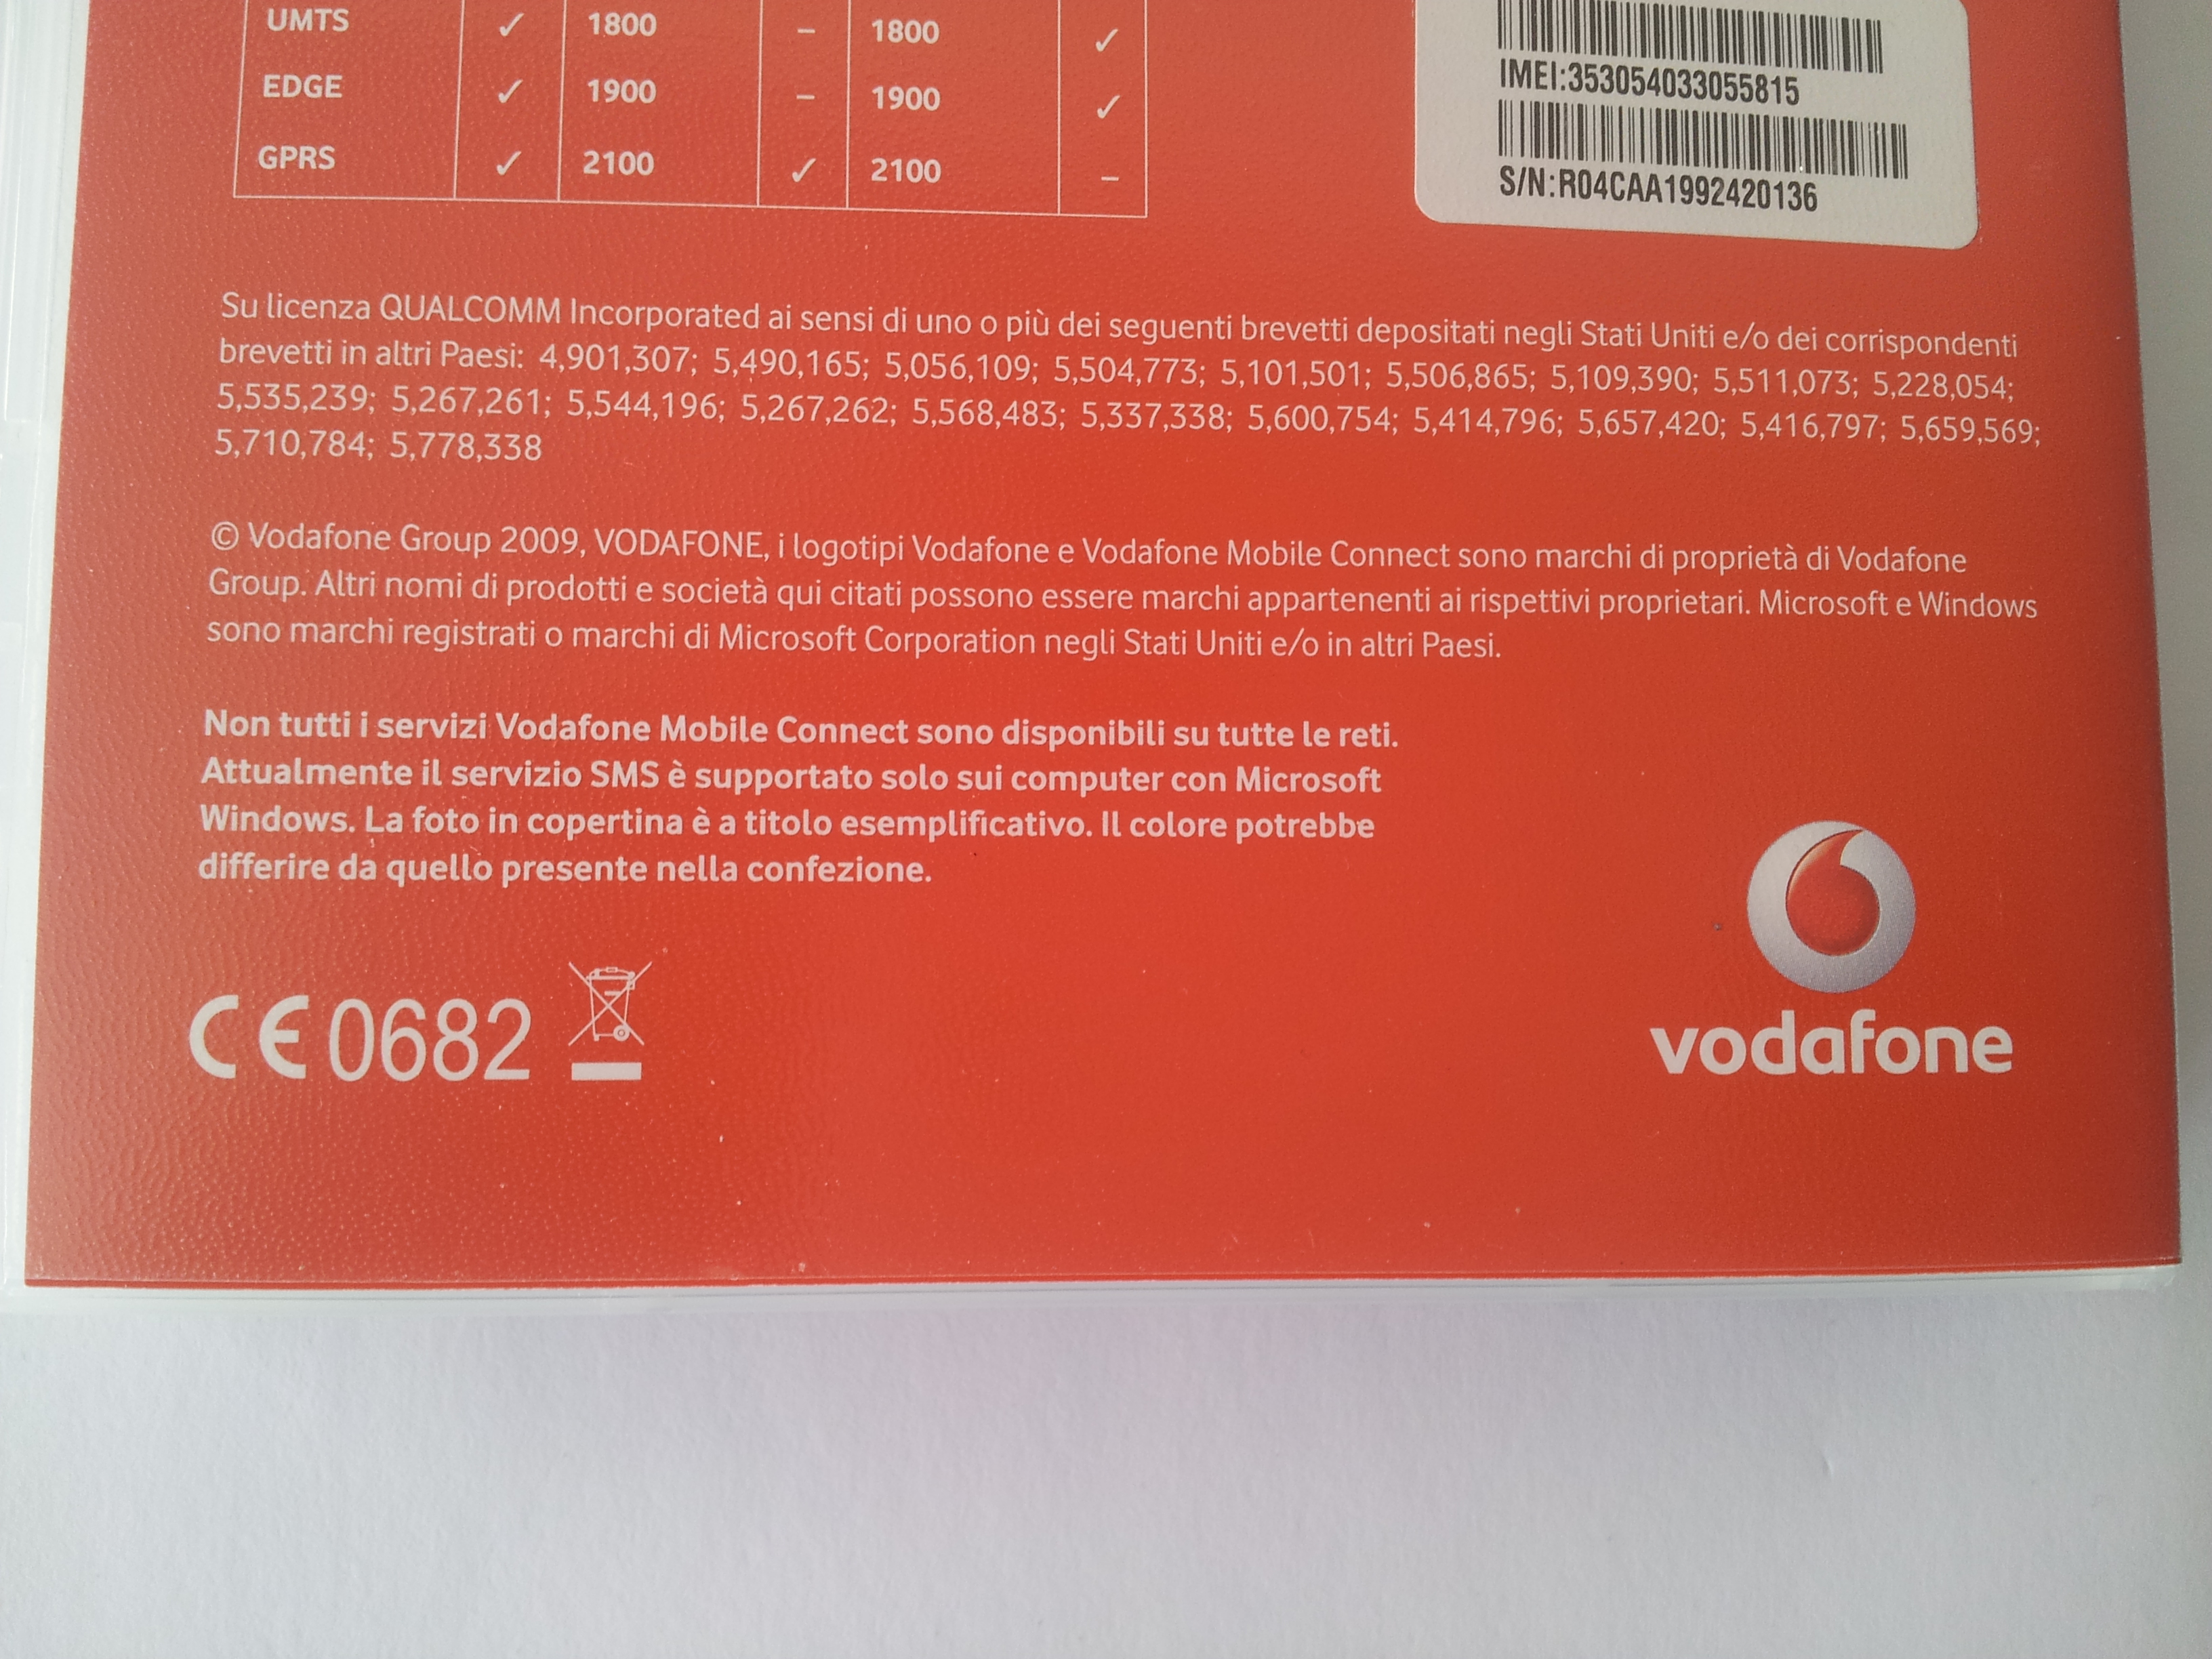 UMTS ✓ 1800 – 1800 ✓
EDGE ✓ 1900 – 1900 ✓
GPRS ✓ 2100 ✓ 2100 –
IMEI:353054033055815
S/N:R04CAA1992420136
Su licenza QUALCOMM Incorporated ai sensi di uno o più dei seguenti brevetti depositati negli Stati Uniti e/o dei corrispondenti
brevetti in altri Paesi: 4,901,307; 5,490,165; 5,056,109; 5,504,773; 5,101,501; 5,506,865; 5,109,390; 5,511,073; 5,228,054;
5,535,239; 5,267,261; 5,544,196; 5,267,262; 5,568,483; 5,337,338; 5,600,754; 5,414,796; 5,657,420; 5,416,797; 5,659,569;
5,710,784; 5,778,338
© Vodafone Group 2009, VODAFONE, i logotipi Vodafone e Vodafone Mobile Connect sono marchi di proprietà di Vodafone
Group. Altri nomi di prodotti e società qui citati possono essere marchi appartenenti ai rispettivi proprietari. Microsoft e Windows
sono marchi registrati o marchi di Microsoft Corporation negli Stati Uniti e/o in altri Paesi.
Non tutti i servizi Vodafone Mobile Connect sono disponibili su tutte le reti.
Attualmente il servizio SMS è supportato solo sui computer con Microsoft
Windows. La foto in copertina è a titolo esemplificativo. Il colore potrebbe
differire da quello presente nella confezione.
CE0682
vodafone